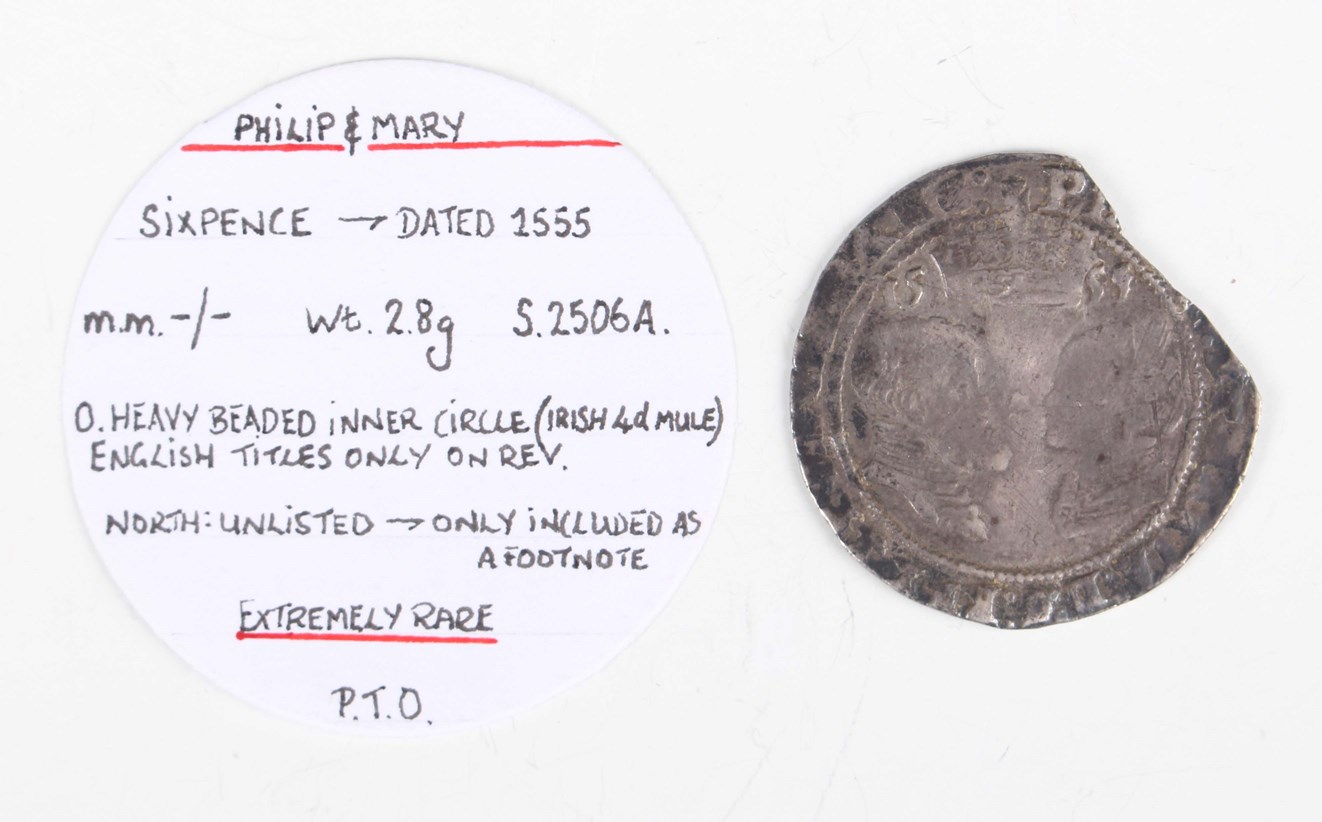 PHILIP & MARY
SIXPENCE → DATED 1555
m.m. -/- Wt. 2.8g S.2506A.
O. HEAVY BEADED INNER CIRCLE (IRISH 4d MULE)
ENGLISH TITLES ONLY ON REV.
NORTH: UNLISTED → ONLY INCLUDED AS
A FOOTNOTE
EXTREMELY RARE
P.T.O.